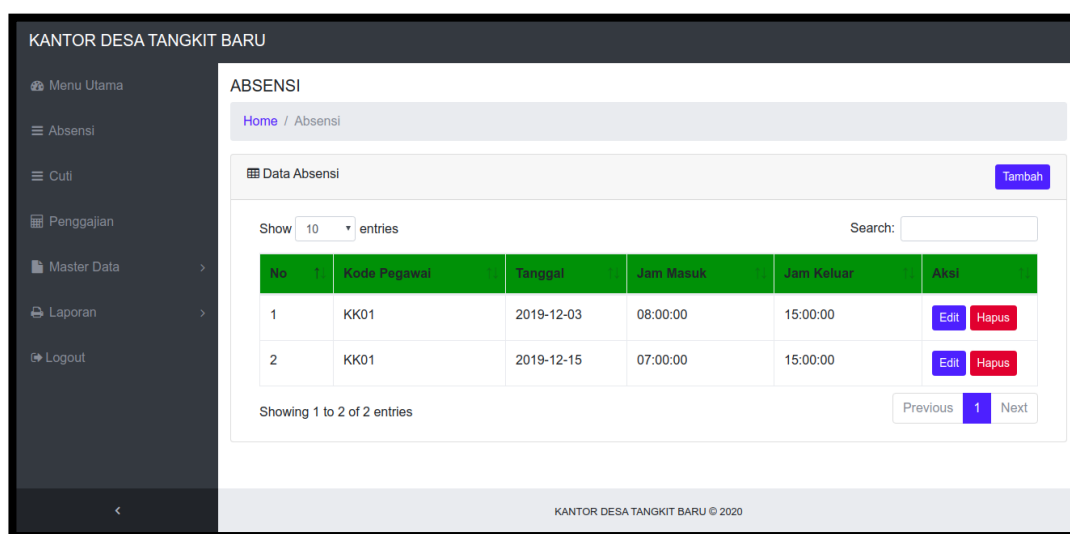 KANTOR DESA TANGKIT BARU
Menu Utama
Absensi
Cuti
Penggajian
Master Data
Laporan
Logout
ABSENSI
Home / Absensi
Data Absensi Tambah
Show 10 entries Search:
No Kode Pegawai Tanggal Jam Masuk Jam Keluar Aksi
1 KK01 2019-12-03 08:00:00 15:00:00 Edit Hapus
2 KK01 2019-12-15 07:00:00 15:00:00 Edit Hapus
Showing 1 to 2 of 2 entries Previous 1 Next
KANTOR DESA TANGKIT BARU © 2020